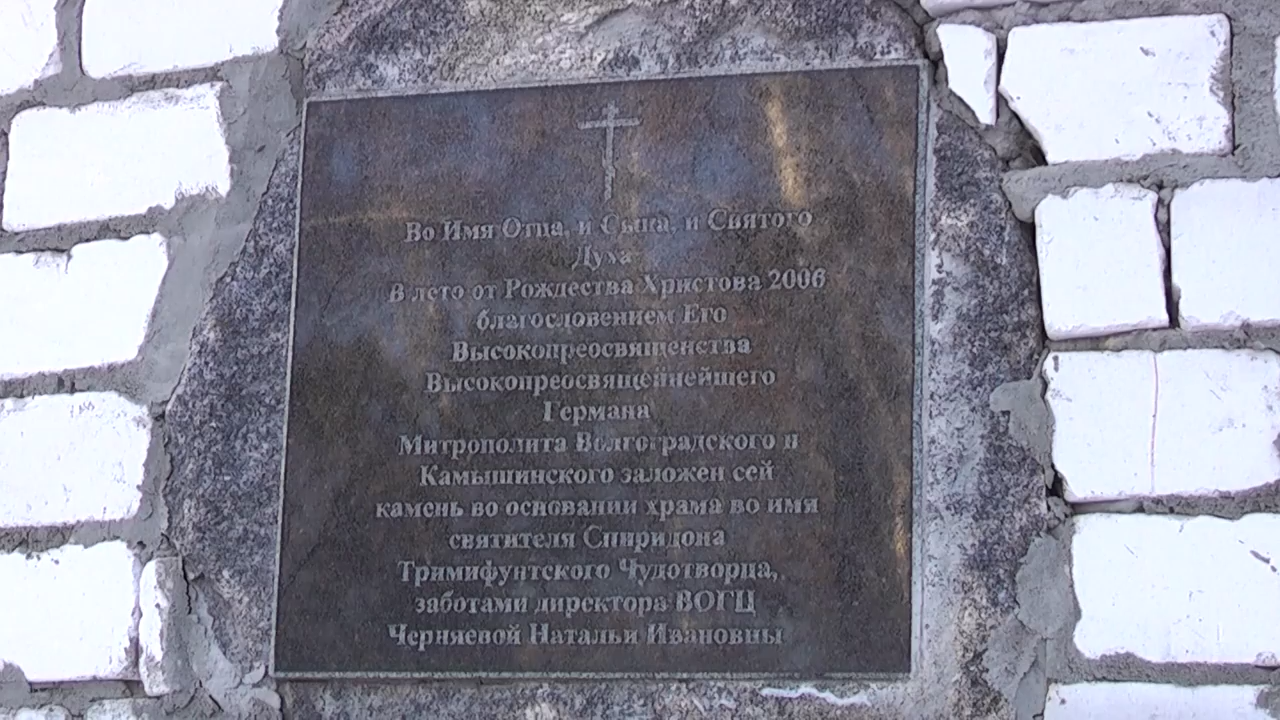 Во Имя Отца, и Сына, и Святого
Духа
В лето от Рождества Христова 2006
благословением Его
Высокопреосвященства
Высокопреосвященнейшего
Германа
Митрополита Волгоградского и
Камышинского заложен сей
камень во основании храма во имя
святителя Спиридона
Тримифунтского Чудотворца,
заботами директора ВОГЦ
Черняевой Натальи Ивановны